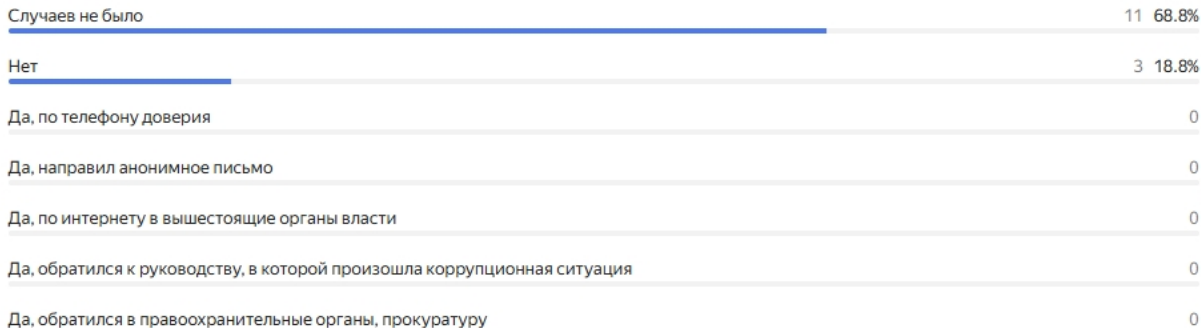 Случаев не было 11 68.8%
Нет 3 18.8%
Да, по телефону доверия 0
Да, направил анонимное письмо 0
Да, по интернету в вышестоящие органы власти 0
Да, обратился к руководству, в которой произошла коррупционная ситуация 0
Да, обратился в правоохранительные органы, прокуратуру 0